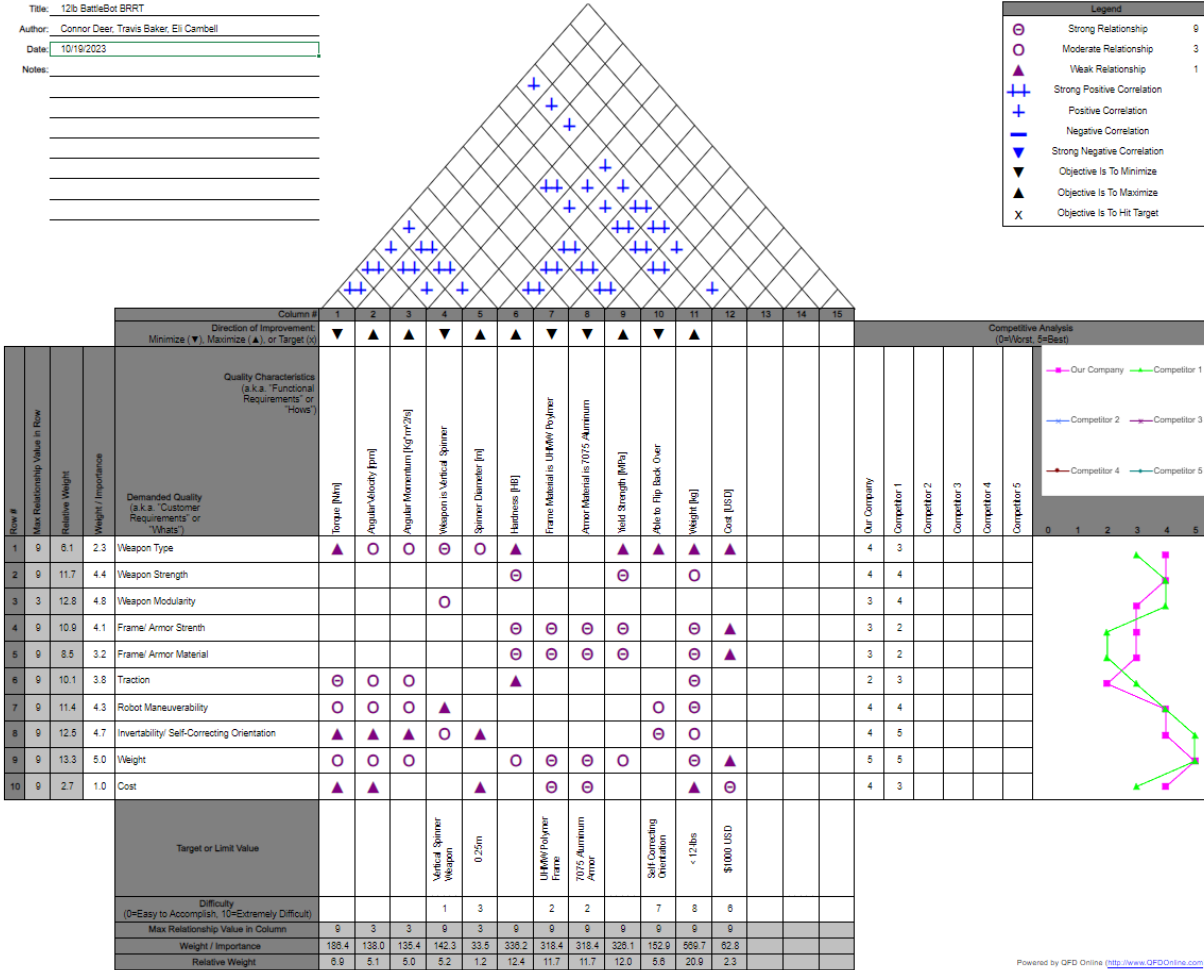 Title: 12lb BattleBot BRRT
Author: Connor Deer, Travis Baker, Eli Cambell
Date: 10/19/2023
Notes:
Legend
Strong Relationship 9
Moderate Relationship 3
Weak Relationship 1
Strong Positive Correlation
Positive Correlation
Negative Correlation
Strong Negative Correlation
Objective Is To Minimize
Objective Is To Maximize
X Objective Is To Hit Target
Column # 1 2 3 4 5 6 7 8 9 10 11 12 13 14 15
Direction of Improvement:
Minimize (▼), Maximize (▲), or Target (x)
▼ ▲ ▲ ▼ ▲ ▲ ▼ ▼ ▲ ▼ ▲
Competitive Analysis
(0=Worst, 5=Best)
Row #
Max Relationship Value in Row
Relative Weight
Weight / Importance
Quality Characteristics
(a.k.a. "Functional
Requirements" or
"Hows")
Demanded Quality
(a.k.a. "Customer
Requirements" or
"Whats")
Torque [Nm]
Angular Velocity [rpm]
Angular Momentum [Kg*m^2/s]
Weapon is Vertical Spinner
Spinner Diameter [m]
Hardness [HB]
Frame Material is UHMW Poylmer
Armor Material is 7075 Aluminum
Yield Strength [MPa]
Able to Flip Back Over
Weight [kg]
Cost [USD]
Our Company
Competitor 1
Competitor 2
Competitor 3
Competitor 4
Competitor 5
Our Company Competitor 1
Competitor 2 Competitor 3
Competitor 4 Competitor 5
0 1 2 3 4 5
1 9 6.1 2.3 Weapon Type ▲ O O Θ O ▲ ▲ ▲ ▲ ▲ 4 3
2 9 11.7 4.4 Weapon Strength Θ Θ O 4 4
3 3 12.8 4.8 Weapon Modularity O 3 4
4 9 10.9 4.1 Frame/ Armor Strenth Θ Θ Θ Θ Θ ▲ 3 2
5 9 8.5 3.2 Frame/ Armor Material Θ Θ Θ Θ Θ ▲ 3 2
6 9 10.1 3.8 Traction Θ O O ▲ Θ 2 3
7 9 11.4 4.3 Robot Maneuverability O O O ▲ O Θ 4 4
8 9 12.5 4.7 Invertability/ Self-Correcting Orientation ▲ ▲ ▲ O ▲ Θ O 4 5
9 9 13.3 5.0 Weight O O O O Θ Θ O Θ ▲ 5 5
10 9 2.7 1.0 Cost ▲ ▲ ▲ Θ Θ ▲ Θ 4 3
Target or Limit Value
Vertical Spinner
Weapon
0.25m
UHMW Polymer
Frame
7075 Aluminum
Armor
Self-Correcting
Orientation
< 12 lbs
$1000 USD
Difficulty
(0=Easy to Accomplish, 10=Extremely Difficult)
1 3 2 2 7 8 6
Max Relationship Value in Column 9 3 3 9 3 9 9 9 9 9 9 9
Weight / Importance 186.4 138.0 135.4 142.3 33.5 336.2 318.4 318.4 326.1 152.9 569.7 62.8
Relative Weight 6.9 5.1 5.0 5.2 1.2 12.4 11.7 11.7 12.0 5.6 20.9 2.3
Powered by QFD Online (http://www.QFDOnline.com